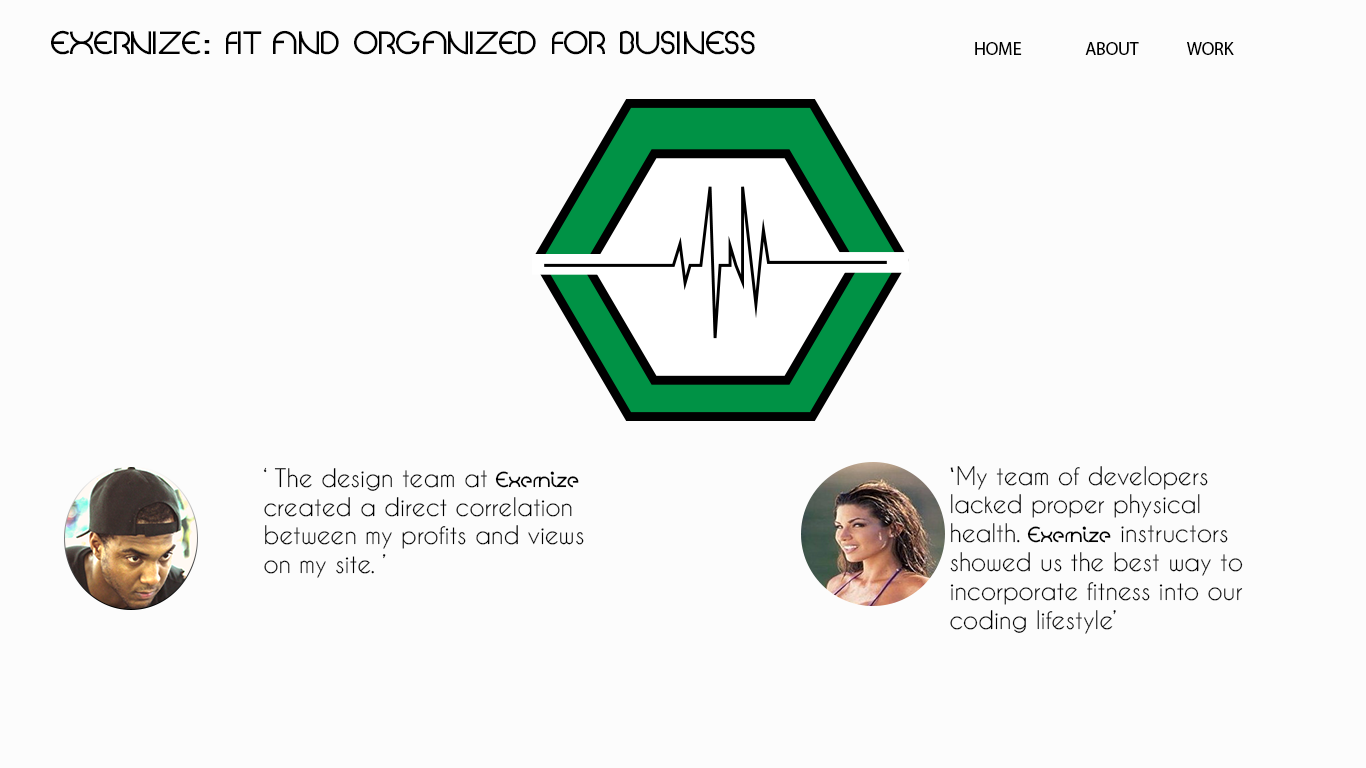 EXERNIZE: FIT AND ORGANIZED FOR BUSINESS
HOME ABOUT WORK
‘ The design team at Exernize
created a direct correlation
between my profits and views
on my site. ’
‘My team of developers
lacked proper physical
health. Exernize instructors
showed us the best way to
incorporate fitness into our
coding lifestyle’